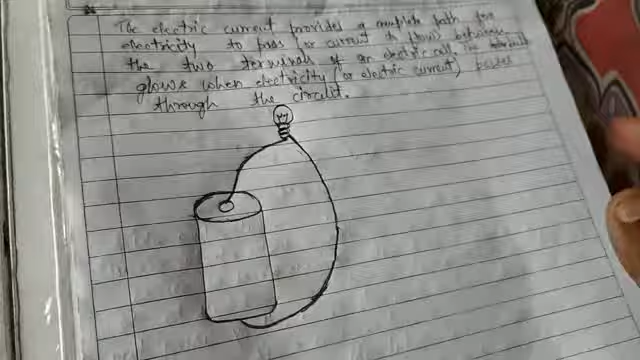 The electric current provides a complete path for
electricity to pass (or current to flow) between
the two terminals of an electric cell. The
glows when electricity (or electric current) passes
through the circuit.